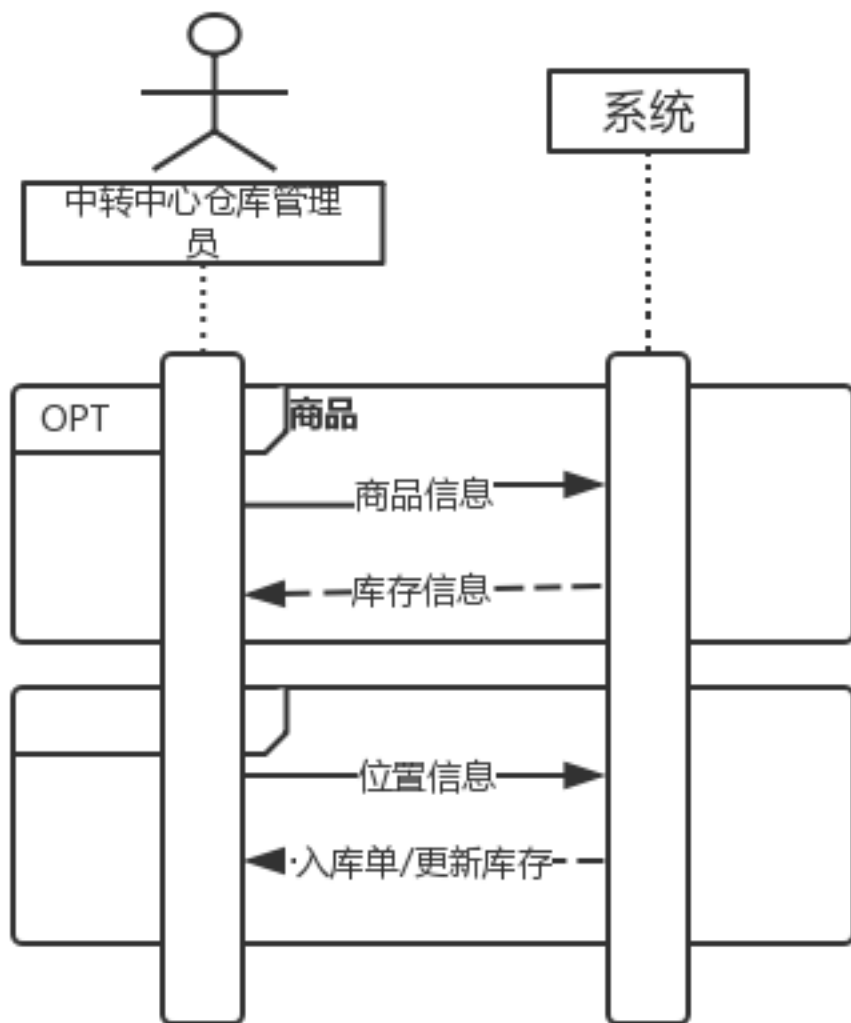 系统
中转中心仓库管理
员
OPT
商品
商品信息
库存信息
位置信息
入库单/更新库存